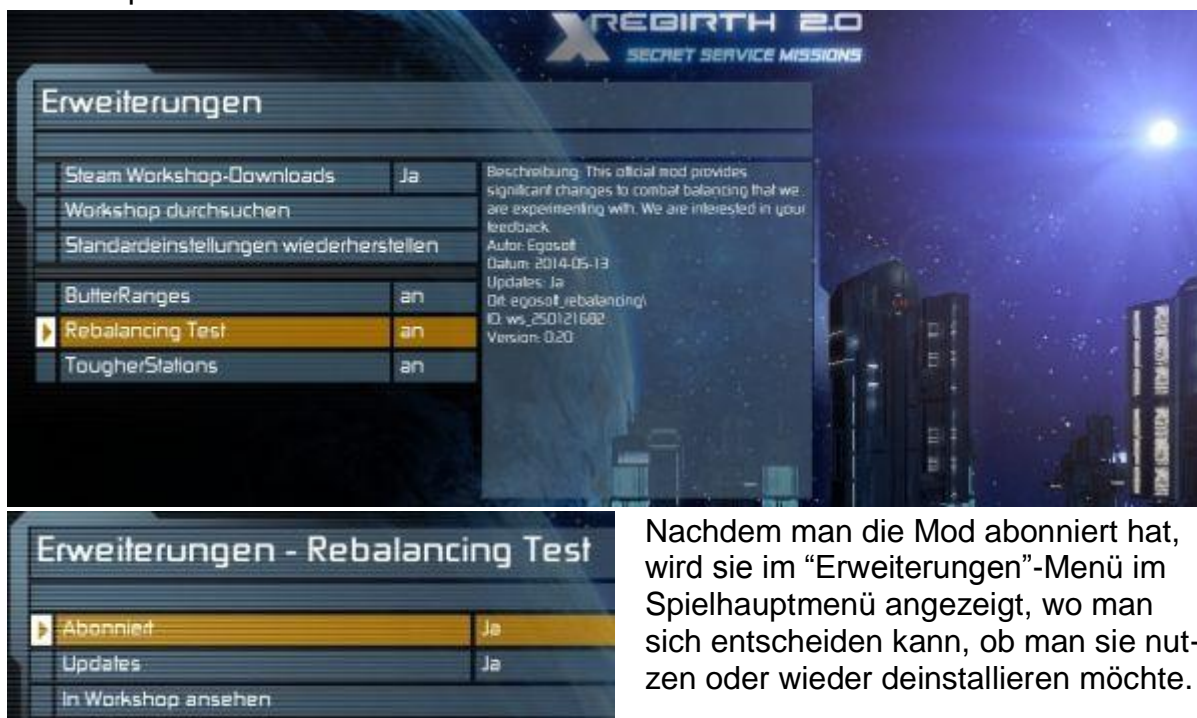 XREBIRTH 2.0
SECRET SERVICE MISSIONS
Erweiterungen
Steam Workshop-Downloads Ja
Workshop durchsuchen
Standardeinstellungen wiederherstellen
ButterRanges an
Rebalancing Test an
TougherStations an
Beschreibung: This official mod provides
significant changes to combat balancing that we
are experimenting with. We are interested in your
feedback.
Autor: Egosoft
Datum: 2014-05-13
Updates: Ja
Ort: egosoft_rebalancing\
ID: ws_250121682
Version: 0.20
Erweiterungen - Rebalancing Test
Abonniert Ja
Updates Ja
In Workshop ansehen
Nachdem man die Mod abonniert hat,
wird sie im “Erweiterungen”-Menü im
Spielhauptmenü angezeigt, wo man
sich entscheiden kann, ob man sie nut-
zen oder wieder deinstallieren möchte.